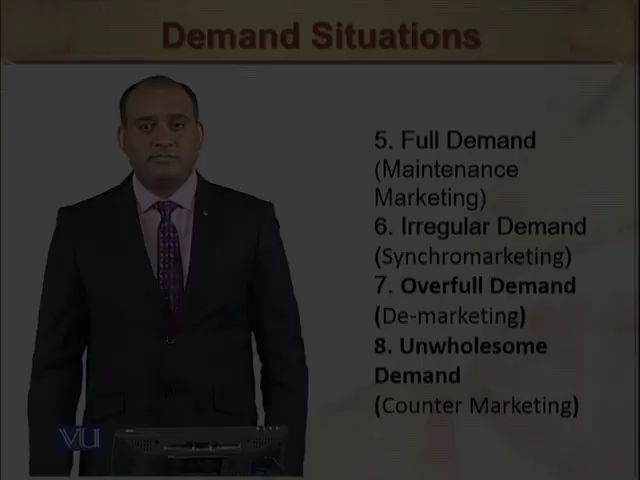 Demand Situations
5. Full Demand
(Maintenance
Marketing)
6. Irregular Demand
(Synchromarketing)
7. Overfull Demand
(De-marketing)
8. Unwholesome
Demand
(Counter Marketing)
VU